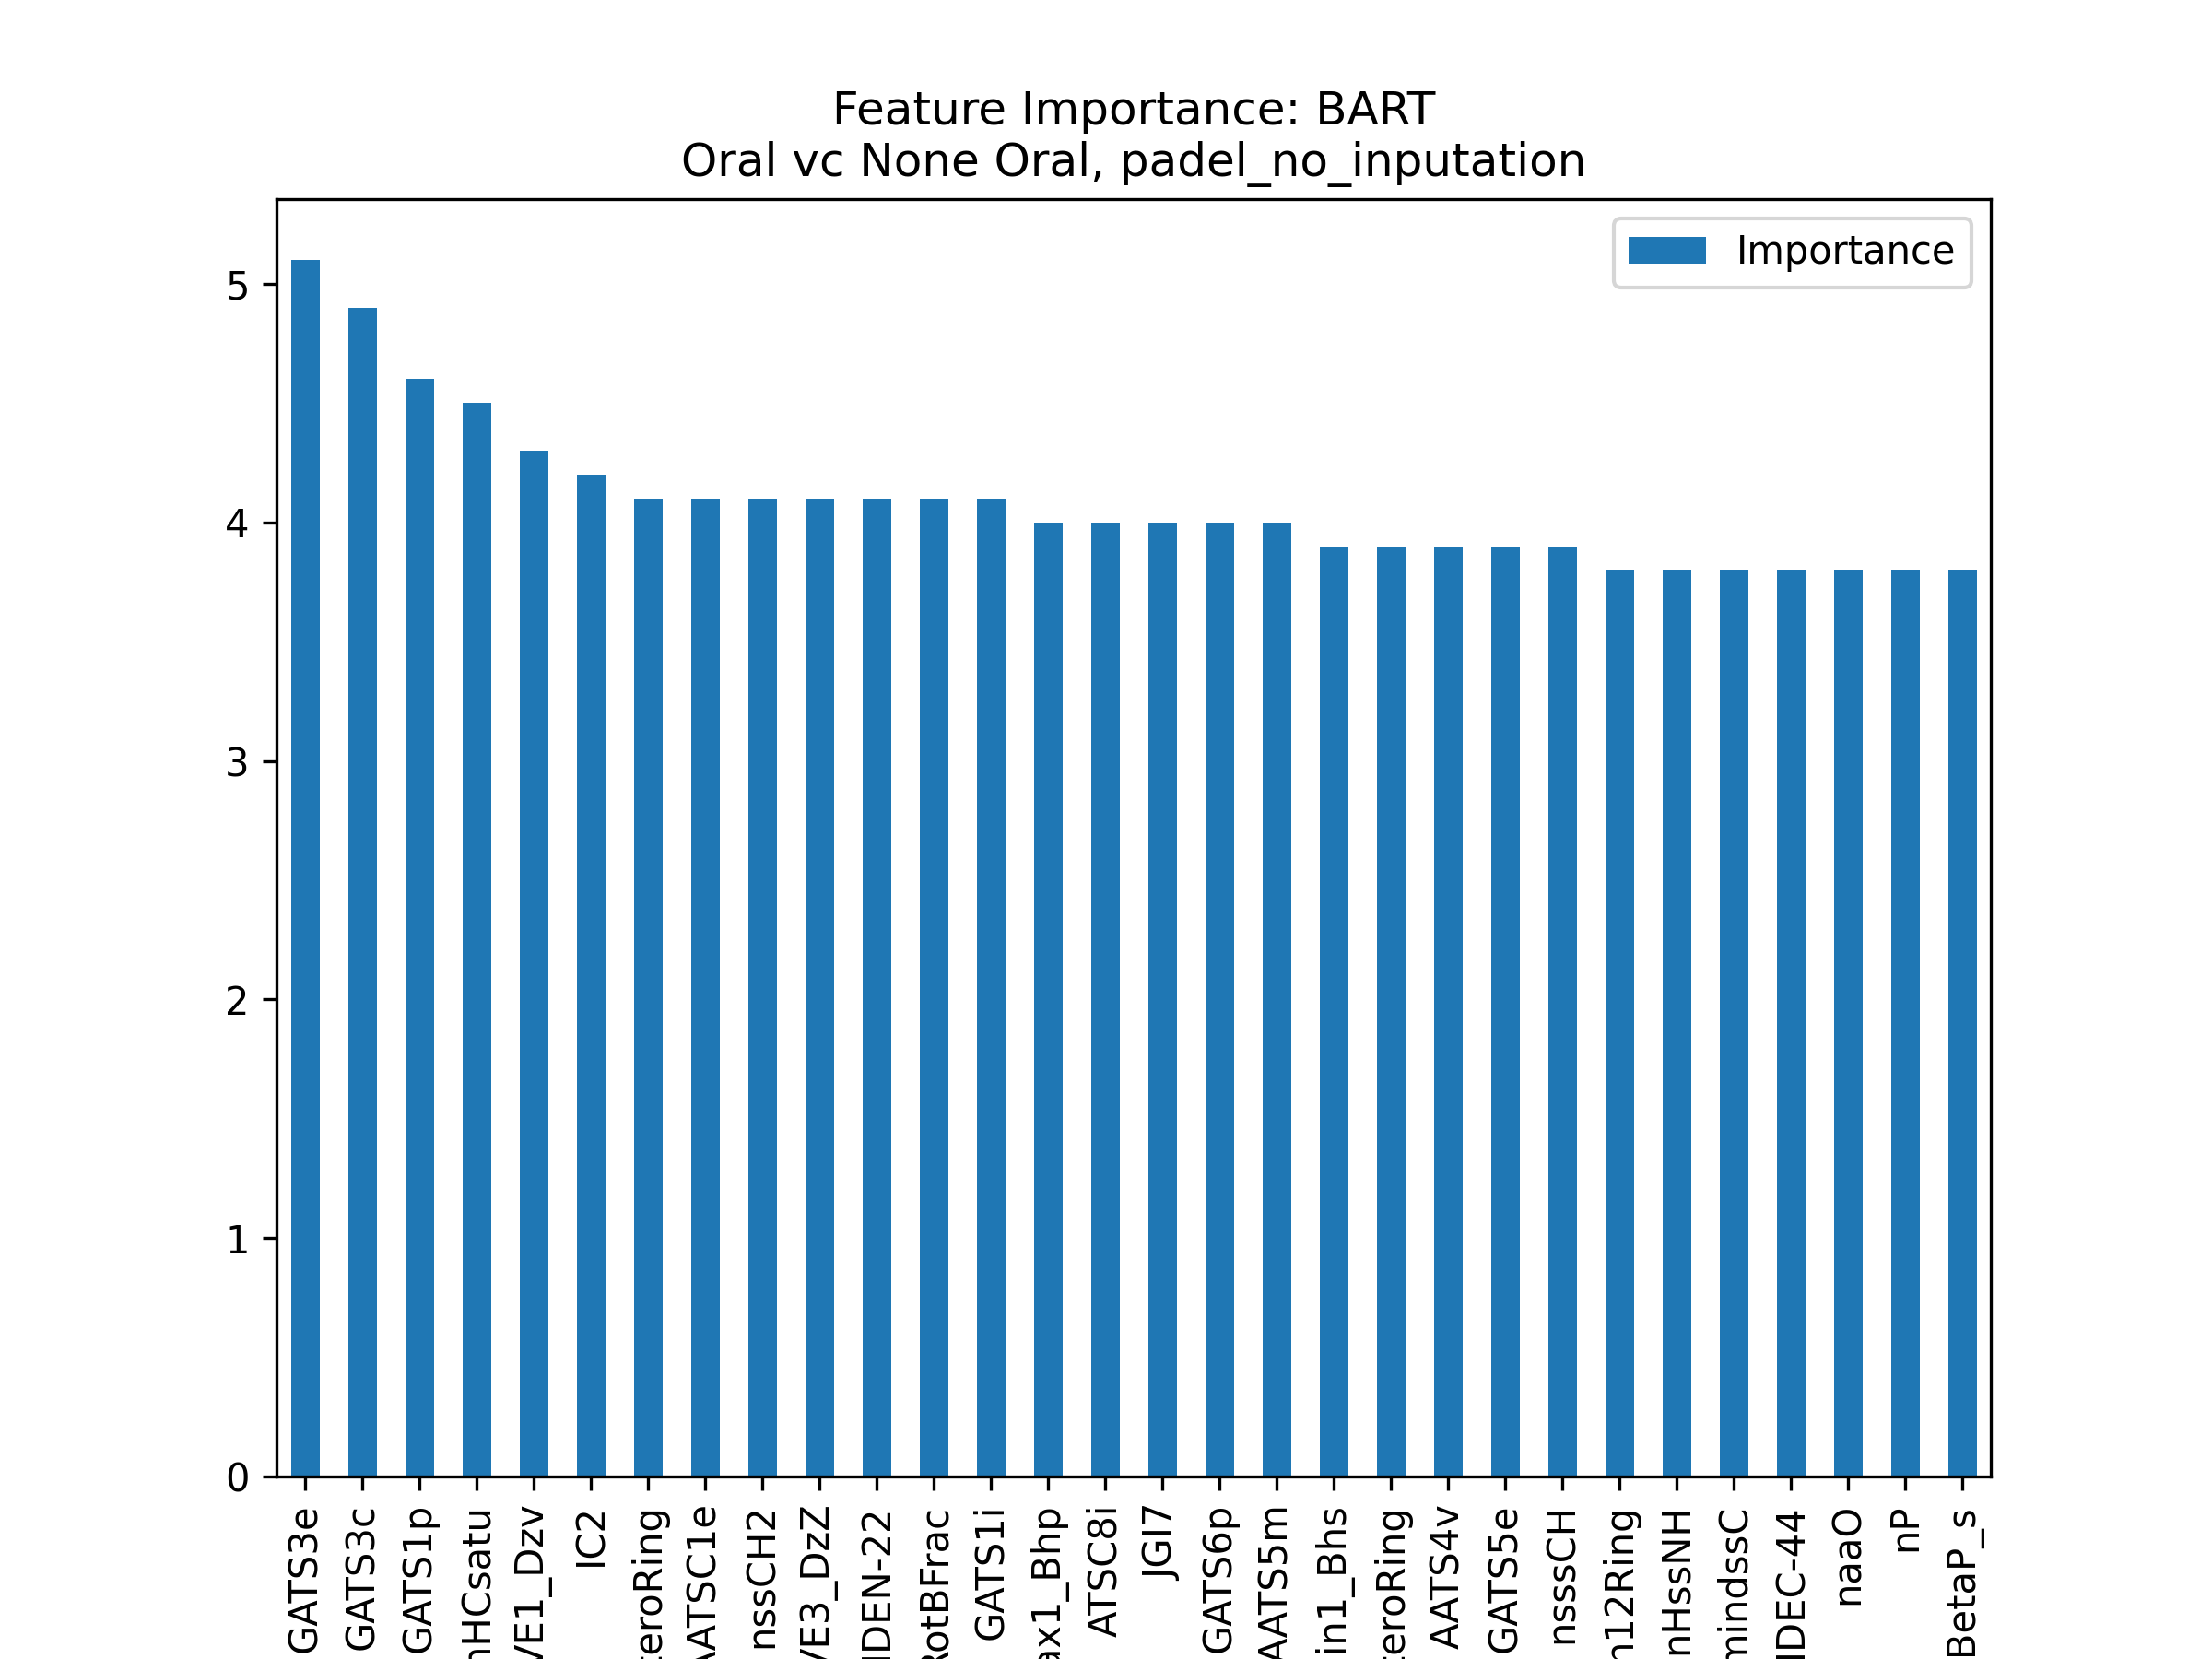 Feature Importance: BART
Oral vc None Oral, padel_no_inputation
Importance
5
4
3
2
1
0
GATS3e
GATS3c
GATS1p
nHCsatu
VE1_Dzv
IC2
teroRing
AATSC1e
nssCH2
VE3_DzZ
IDEN-22
RotBFrac
GATS1i
ax1_Bhp
ATSC8i
JGI7
GATS6p
AATS5m
in1_Bhs
teroRing
AATS4v
GATS5e
nsssCH
n12Ring
nHssNH
mindssC
IDEC-44
naaO
nP
BetaP_s